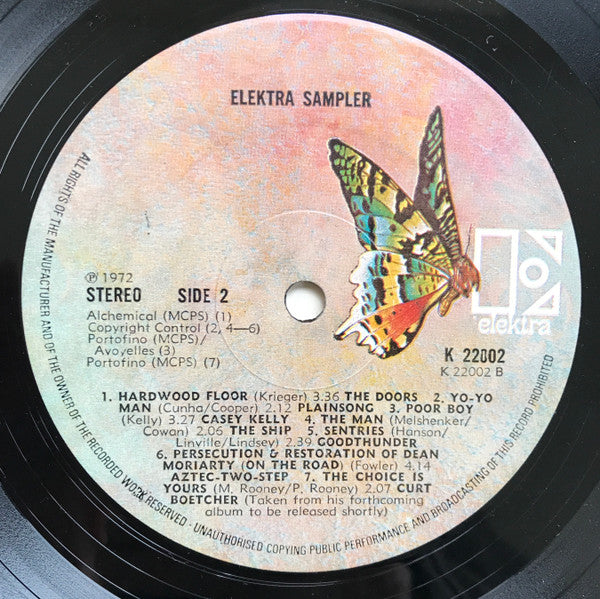 ELEKTRA SAMPLER
℗ 1972
STEREO SIDE 2
Alchemical (MCPS) (1)
Copyright Control (2, 4—6)
Portofino (MCPS)/
Avoyelles (3)
Portofino (MCPS) (7)
elektra
K 22002
K 22002 B
1. HARDWOOD FLOOR (Krieger) 3.36 THE DOORS 2. YO-YO
MAN (Cunha/Cooper) 2.12 PLAINSONG 3. POOR BOY
(Kelly) 3.27 CASEY KELLY 4. THE MAN (Melshenker/
Cowan) 2.06 THE SHIP 5. SENTRIES (Hanson/
Linville/Lindsey) 2.39 GOODTHUNDER
6. PERSECUTION & RESTORATION OF DEAN
MORIARTY (ON THE ROAD) (Fowler) 4.14
AZTEC-TWO-STEP 7. THE CHOICE IS
YOURS (M. Rooney/P. Rooney) 2.07 CURT
BOETCHER (Taken from his forthcoming
album to be released shortly)
ALL RIGHTS OF THE MANUFACTURER AND OF THE OWNER OF THE RECORDED WORK RESERVED · UNAUTHORISED COPYING PUBLIC PERFORMANCE AND BROADCASTING OF THIS RECORD PROHIBITED